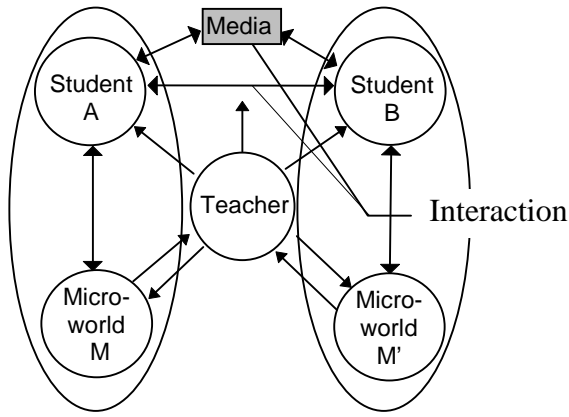 Media
Student
A
Student
B
Teacher
Interaction
Micro-
world
M
Micro-
world
M'